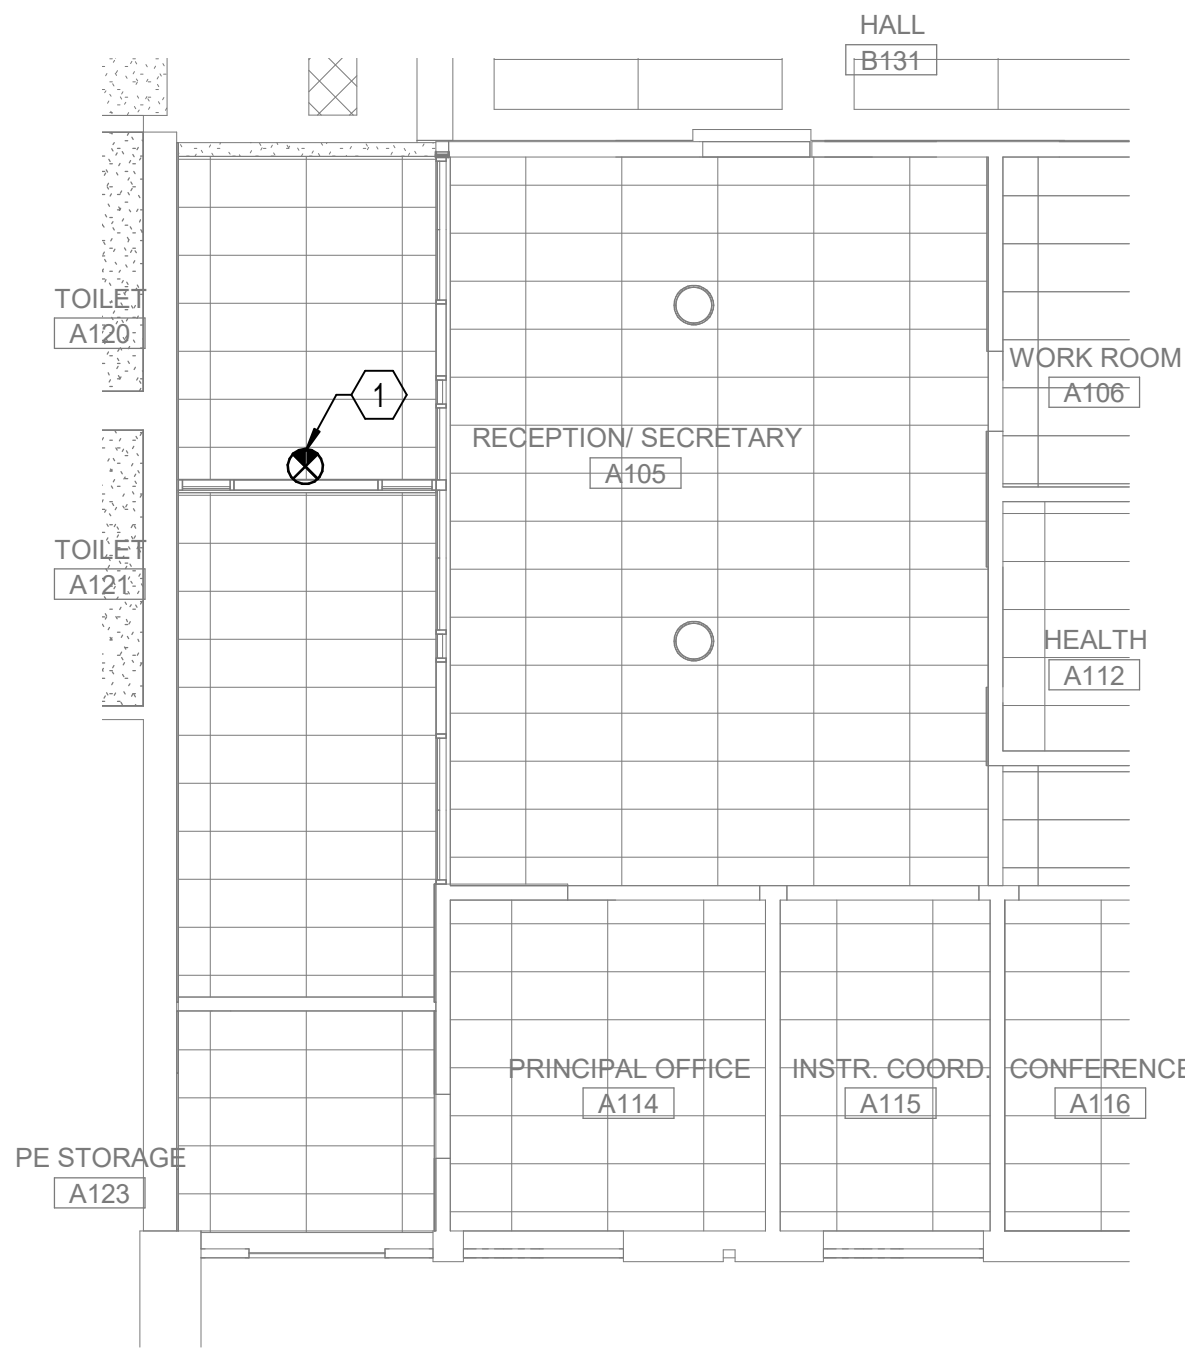 HALL
B131
TOILET
A120
1
WORK ROOM
A106
RECEPTION/ SECRETARY
A105
TOILET
A121
HEALTH
A112
PRINCIPAL OFFICE
A114
INSTR. COORD.
A115
CONFERENCE
A116
PE STORAGE
A123